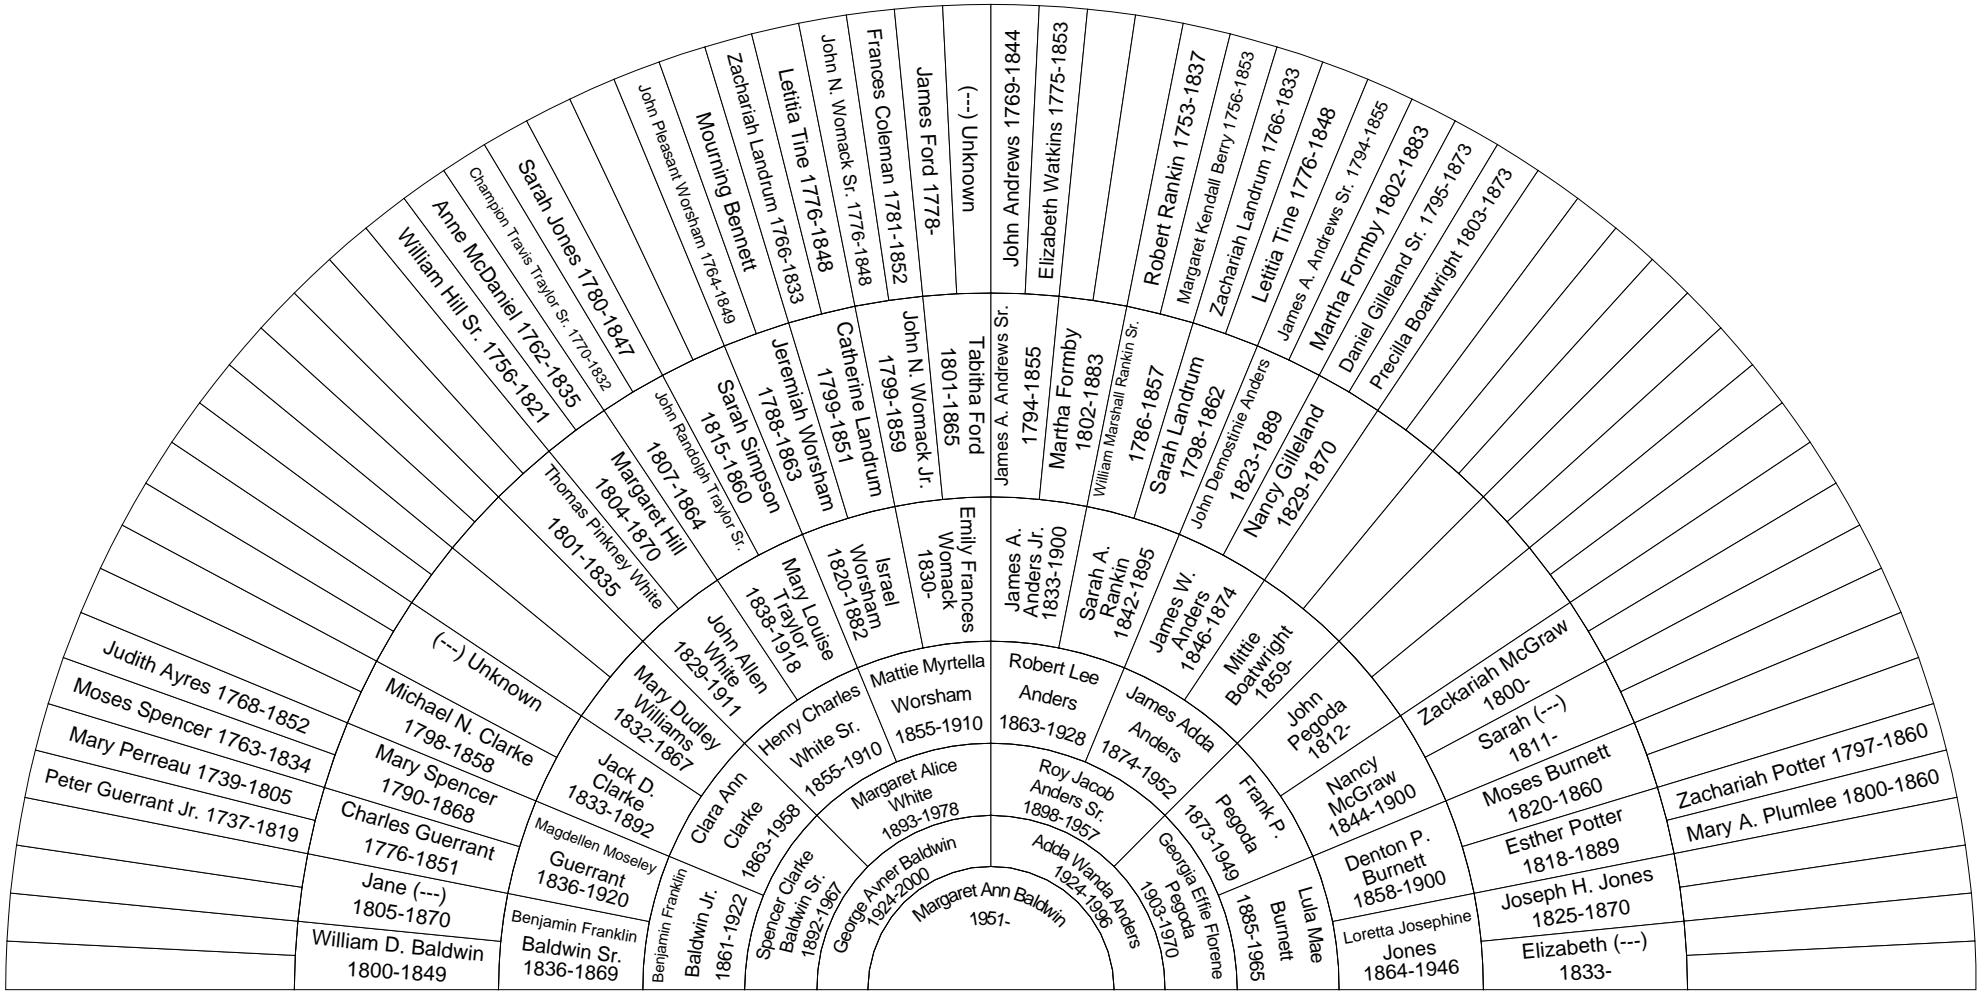 Margaret Ann Baldwin
1951-
George Avner Baldwin
1924-2000
Adda Wanda Anders
1924-1996
Spencer Clarke
Baldwin Sr.
1892-1967
Margaret Alice
White
1893-1978
Roy Jacob
Anders Sr.
1898-1957
Georgia Effie Florene
Pegoda
1903-1970
Benjamin Franklin
Baldwin Jr.
1861-1922
Clara Ann
Clarke
1863-1958
Henry Charles
White Sr.
1855-1910
Mattie Myrtella
Worsham
1855-1910
Robert Lee
Anders
1863-1928
James Adda
Anders
1874-1952
Frank P.
Pegoda
1873-1949
Lula Mae
Burnett
1885-1965
Benjamin Franklin
Baldwin Sr.
1836-1869
Magdellen Moseley
Guerrant
1836-1920
Jack D.
Clarke
1833-1892
Mary Dudley
Williams
1832-1867
John Allen
White
1829-1911
Mary Louise
Traylor
1838-1918
Israel
Worsham
1820-1882
Emily Frances
Womack
1830-
James A.
Anders Jr.
1833-1900
Sarah A.
Rankin
1842-1895
James W.
Anders
1846-1874
Mittie
Boatwright
1859-
John
Pegoda
1812-
Nancy
McGraw
1844-1900
Denton P.
Burnett
1858-1900
Loretta Josephine
Jones
1864-1946
William D. Baldwin
1800-1849
Jane (---)
1805-1870
Charles Guerrant
1776-1851
Mary Spencer
1790-1868
Michael N. Clarke
1798-1858
(---) Unknown
Thomas Pinkney White
1801-1835
Margaret Hill
1804-1870
John Randolph Traylor Sr.
1807-1864
Sarah Simpson
1815-1860
Jeremiah Worsham
1788-1863
Catherine Landrum
1799-1851
John N. Womack Jr.
1799-1859
Tabitha Ford
1801-1865
James A. Andrews Sr.
1794-1855
Martha Formby
1802-1883
William Marshall Rankin Sr.
1786-1857
Sarah Landrum
1798-1862
John Demostinie Anders
1823-1889
Nancy Gilleland
1829-1870
Zackariah McGraw
1800-
Sarah (---)
1811-
Moses Burnett
1820-1860
Esther Potter
1818-1889
Joseph H. Jones
1825-1870
Elizabeth (---)
1833-
Peter Guerrant Jr. 1737-1819
Mary Perreau 1739-1805
Moses Spencer 1763-1834
Judith Ayres 1768-1852
William Hill Sr. 1756-1821
Anne McDaniel 1762-1835
Champion Travis Traylor Sr. 1770-1832
Sarah Jones 1780-1847
John Pleasant Worsham 1764-1849
Mourning Bennett
Zachariah Landrum 1766-1833
Letitia Tine 1776-1848
John N. Womack Sr. 1776-1848
Frances Coleman 1781-1852
James Ford 1778-
(---) Unknown
John Andrews 1769-1844
Elizabeth Watkins 1775-1853
Robert Rankin 1753-1837
Margaret Kendall Berry 1756-1853
Zachariah Landrum 1766-1833
Letitia Tine 1776-1848
James A. Andrews Sr. 1794-1855
Martha Formby 1802-1883
Daniel Gilleland Sr. 1795-1873
Precilla Boatwright 1803-1873
Zachariah Potter 1797-1860
Mary A. Plumlee 1800-1860